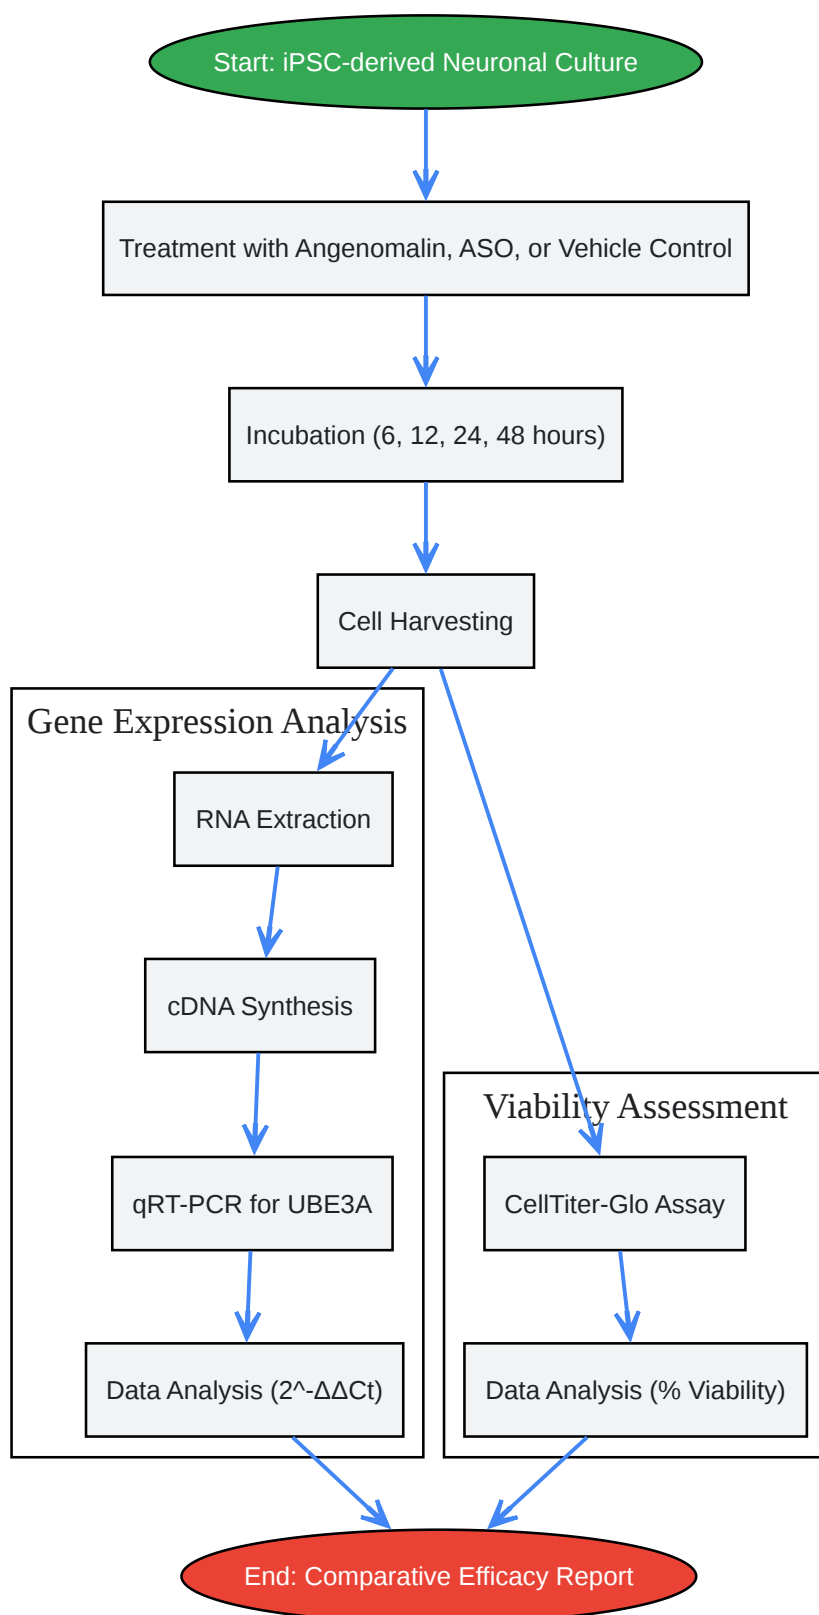 Start: iPSC-derived Neuronal Culture
Treatment with Angenomalin, ASO, or Vehicle Control
Incubation (6, 12, 24, 48 hours)
Cell Harvesting
Gene Expression Analysis
RNA Extraction
cDNA Synthesis
qRT-PCR for UBE3A
Data Analysis (2^-ΔΔCt)
Viability Assessment
CellTiter-Glo Assay
Data Analysis (% Viability)
End: Comparative Efficacy Report